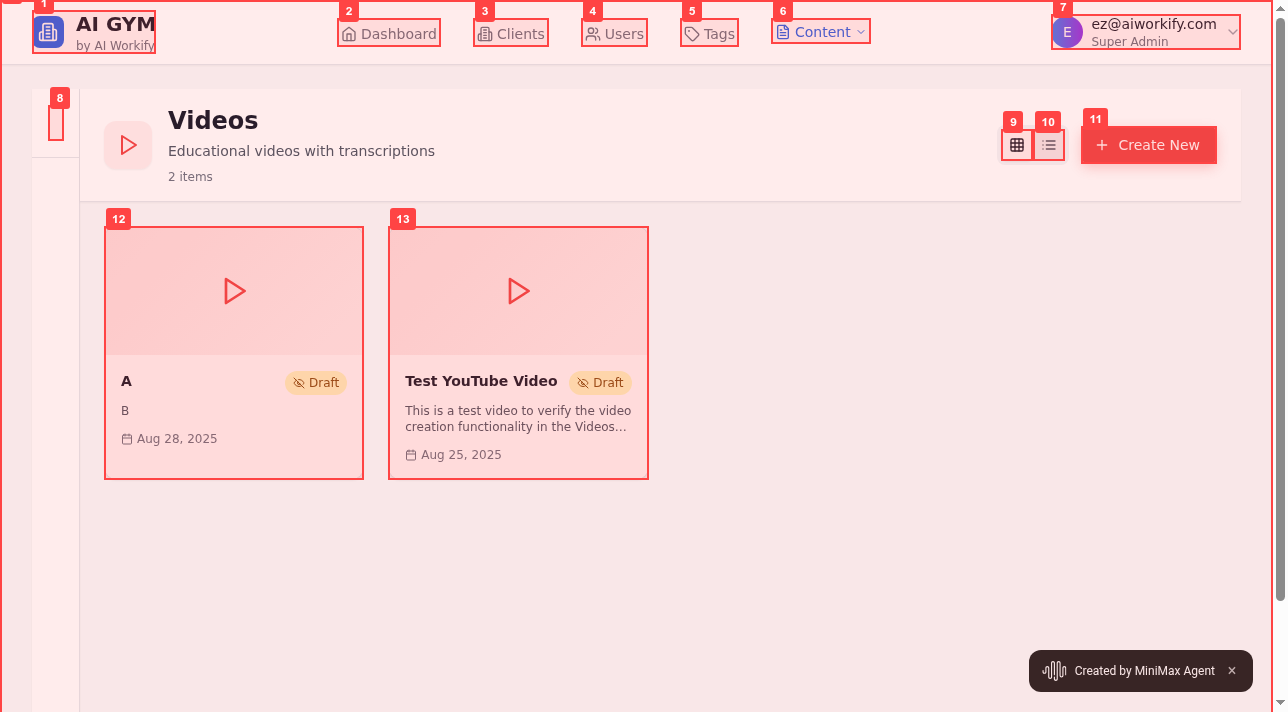 1
AI GYM
by AI Workify
2
Dashboard
3
Clients
4
Users
5
Tags
6
Content
7
E
ez@aiworkify.com
Super Admin
8
Videos
Educational videos with transcriptions
2 items
9
10
11
+ Create New
12
A
Draft
B
Aug 28, 2025
13
Test YouTube Video
Draft
This is a test video to verify the video
creation functionality in the Videos...
Aug 25, 2025
Created by MiniMax Agent ×